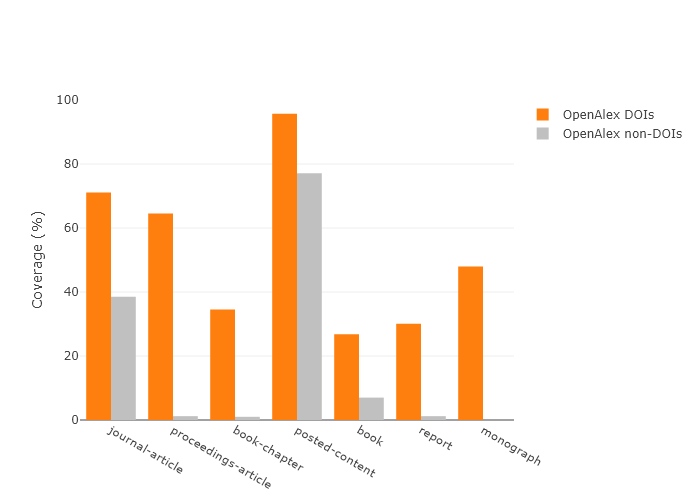 100
80
60
40
20
0
Coverage (%)
journal-article
proceedings-article
book-chapter
posted-content
book
report
monograph
OpenAlex DOIs
OpenAlex non-DOIs